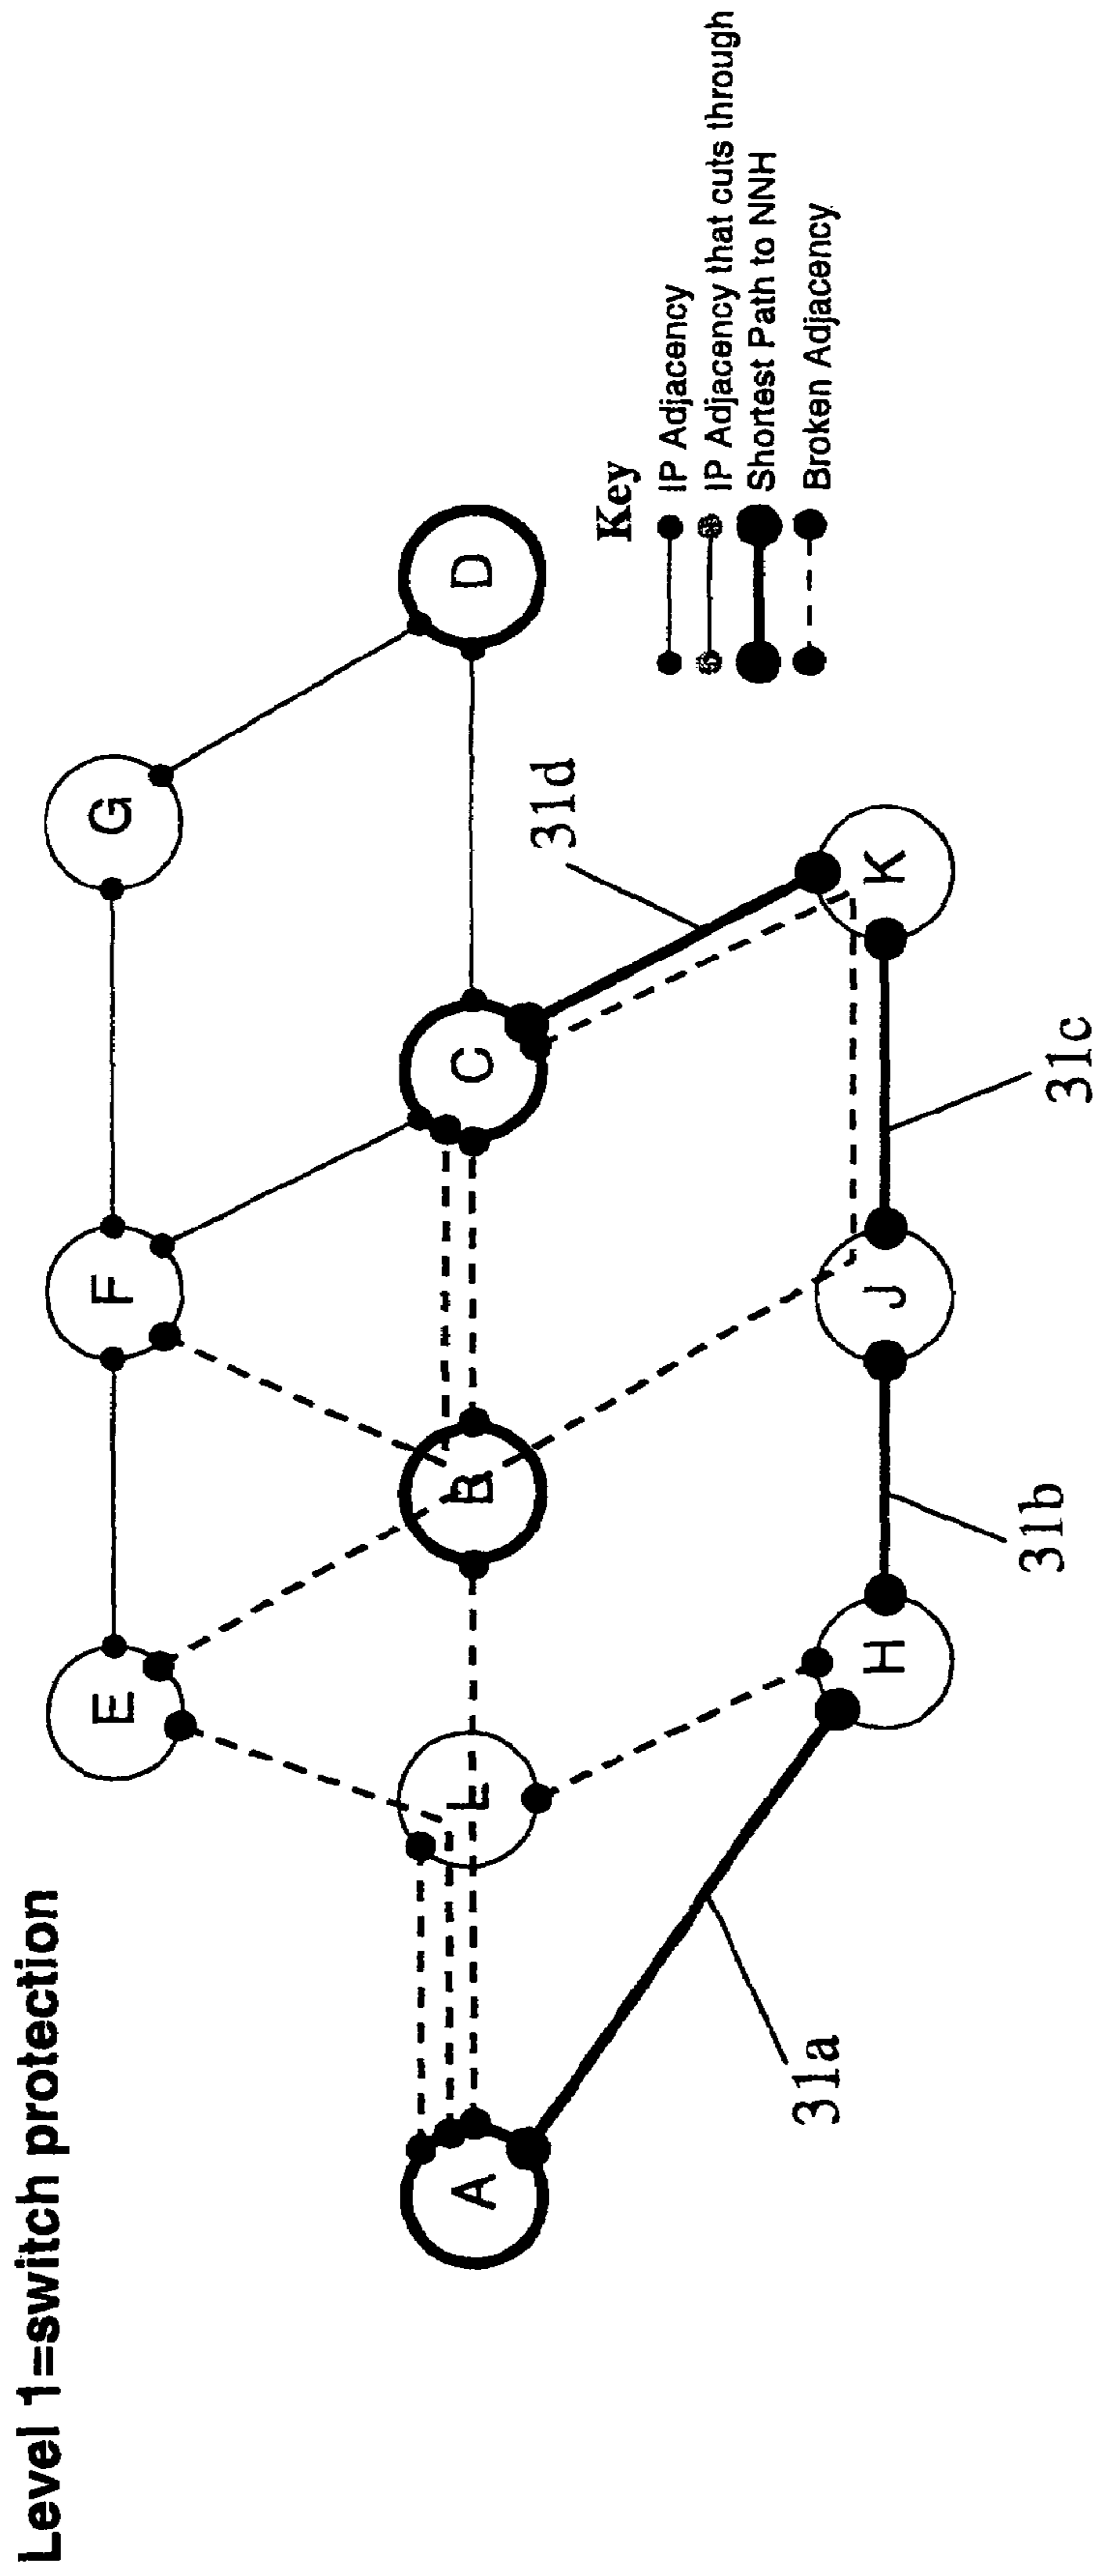 Level 1=switch protection
E
F
G
A
L
B
C
D
H
J
K
31a
31b
31c
31d
Key
IP Adjacency
IP Adjacency that cuts through
Shortest Path to NNH
Broken Adjacency